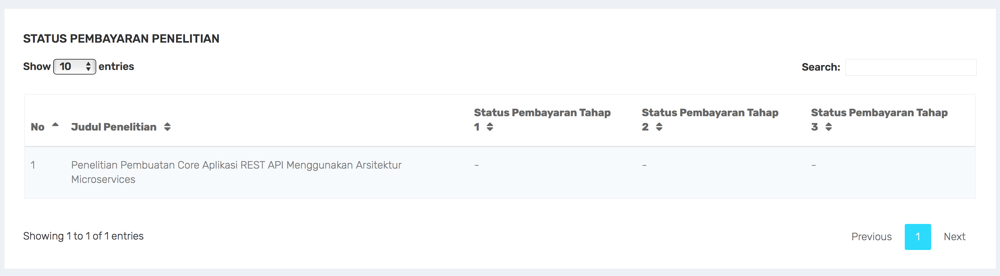 STATUS PEMBAYARAN PENELITIAN
Show 10 entries
Search:
No
Judul Penelitian
Status Pembayaran Tahap
1
Status Pembayaran Tahap
2
Status Pembayaran Tahap
3
1
Penelitian Pembuatan Core Aplikasi REST API Menggunakan Arsitektur
Microservices
-
-
-
Showing 1 to 1 of 1 entries
Previous 1 Next